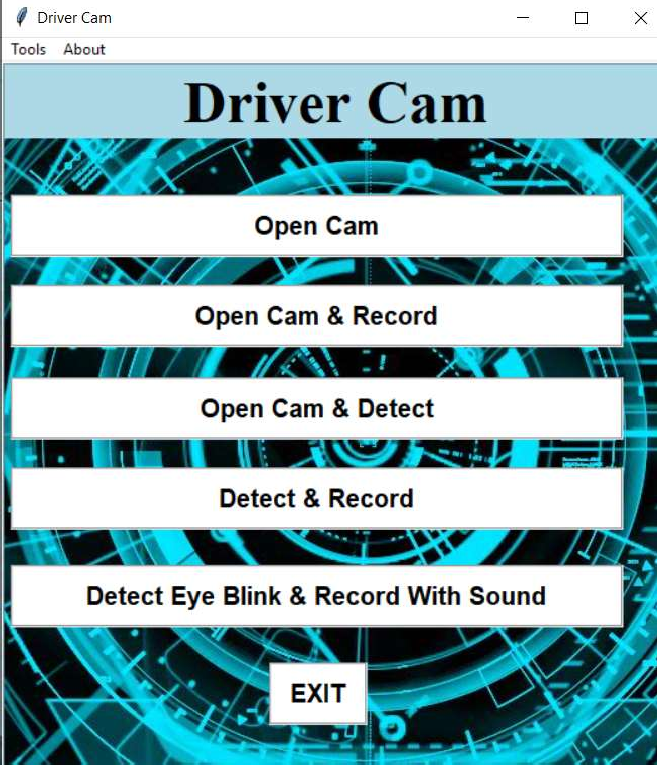 Driver Cam
Tools About
Driver Cam
Open Cam
Open Cam & Record
Open Cam & Detect
Detect & Record
Detect Eye Blink & Record With Sound
EXIT